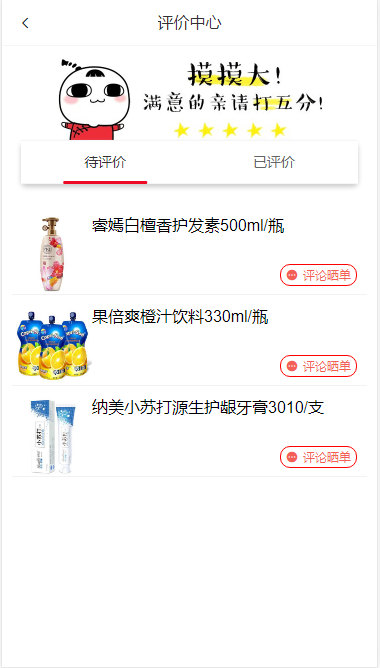 评价中心
摸摸大!
满意的亲请打五分!
待评价
已评价
睿嫣白檀香护发素500ml/瓶
评论晒单
果倍爽橙汁饮料330ml/瓶
评论晒单
纳美小苏打源生护龈牙膏3010/支
小苏打
评论晒单